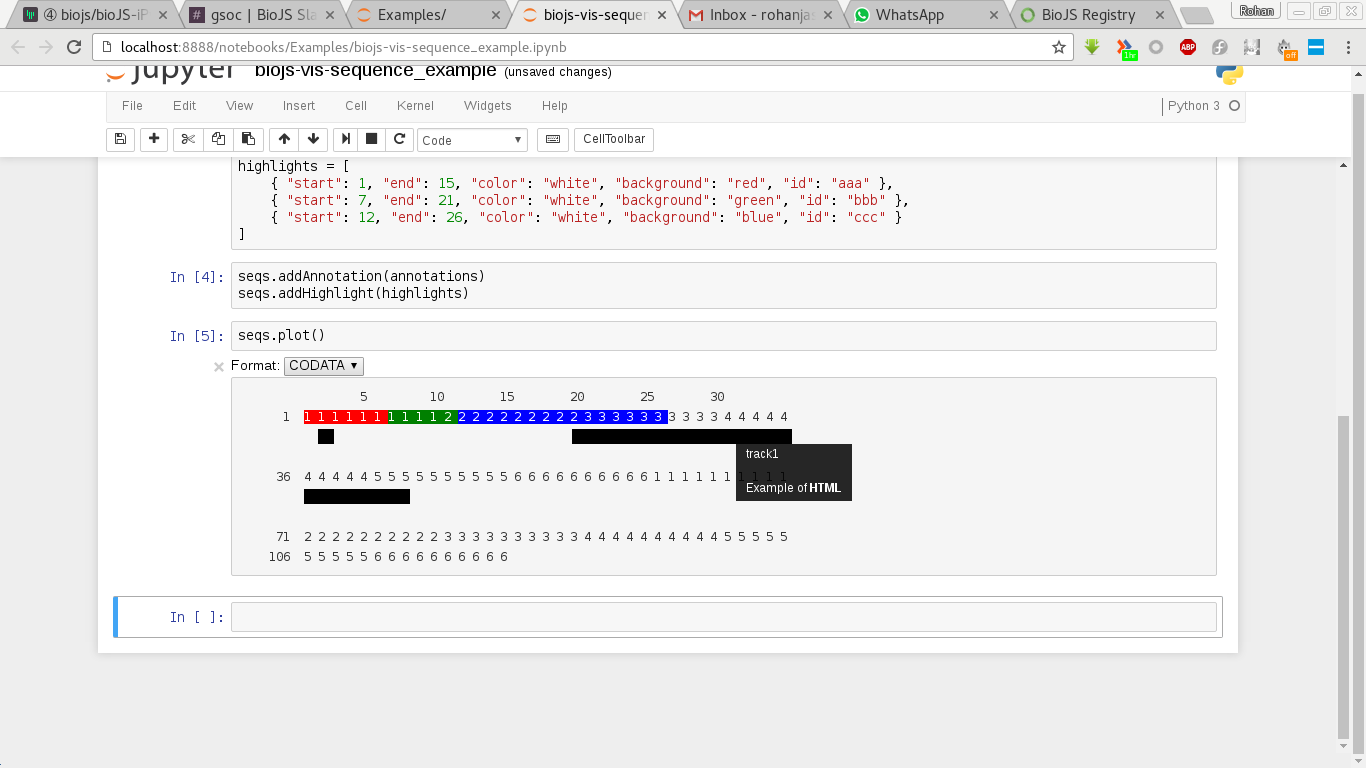 ④ biojs/bioJS-iP
gsoc | BioJS Sla
Examples/
biojs-vis-sequen
Inbox - rohanjas
WhatsApp
BioJS Registry
Rohan
localhost:8888/notebooks/Examples/biojs-vis-sequence_example.ipynb
1hr
ABP
off
jupyter biojs-vis-sequence_example (unsaved changes)
File Edit View Insert Cell Kernel Widgets Help
Python 3
Code
CellToolbar
highlights = [
{ "start": 1, "end": 15, "color": "white", "background": "red", "id": "aaa" },
{ "start": 7, "end": 21, "color": "white", "background": "green", "id": "bbb" },
{ "start": 12, "end": 26, "color": "white", "background": "blue", "id": "ccc" }
]
In [4]: seqs.addAnnotation(annotations)
seqs.addHighlight(highlights)
In [5]: seqs.plot()
Format: CODATA
5 10 15 20 25 30
1 1 1 1 1 1 1 1 1 1 1 2 2 2 2 2 2 2 2 2 2 3 3 3 3 3 3 3 3 3 3 4 4 4 4 4
track1
36 4 4 4 4 4 5 5 5 5 5 5 5 5 5 5 6 6 6 6 6 6 6 6 6 6 1 1 1 1 1 1 1 1 1 1
Example of HTML
71 2 2 2 2 2 2 2 2 2 2 3 3 3 3 3 3 3 3 3 3 4 4 4 4 4 4 4 4 4 4 5 5 5 5 5
106 5 5 5 5 5 6 6 6 6 6 6 6 6 6 6
In [ ]: